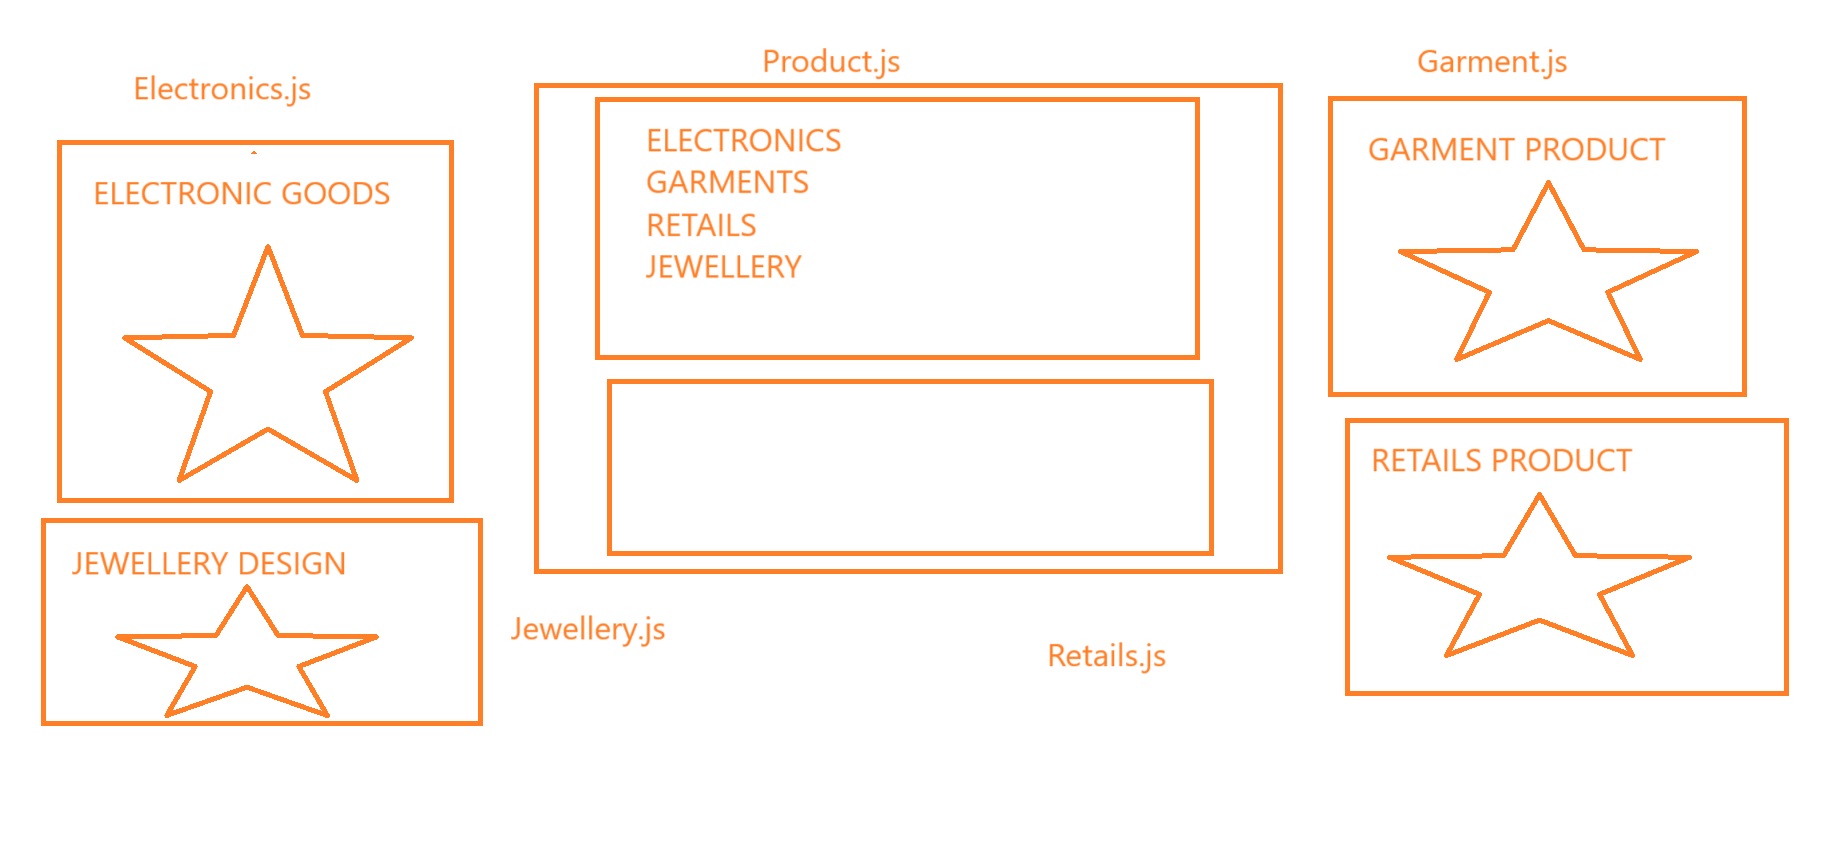 Electronics.js
ELECTRONIC GOODS
JEWELLERY DESIGN
Jewellery.js
Product.js
ELECTRONICS
GARMENTS
RETAILS
JEWELLERY
Garment.js
GARMENT PRODUCT
RETAILS PRODUCT
Retails.js